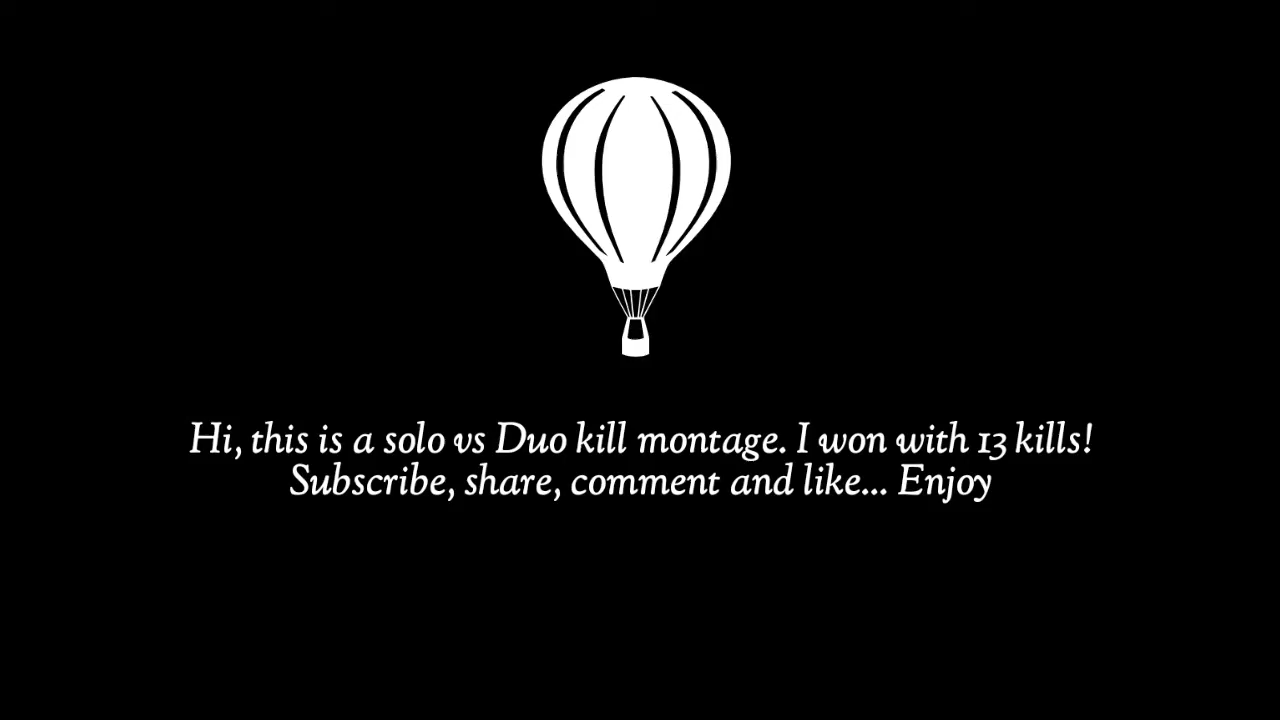 Hi, this is a solo vs Duo kill montage. I won with 13 kills!
Subscribe, share, comment and like... Enjoy